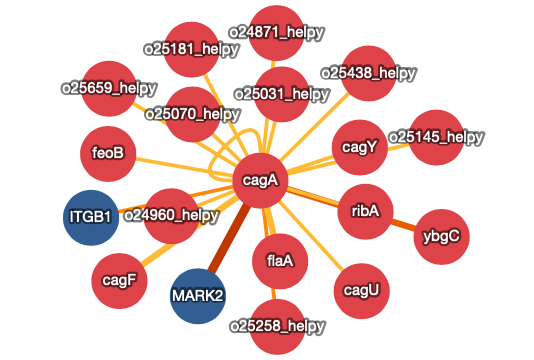 o24871_helpy
o25181_helpy
o25438_helpy
o25659_helpy
o25031_helpy
o25070_helpy
o25145_helpy
cagY
feoB
cagA
ITGB1
o24960_helpy
ribA
ybgC
flaA
cagF
MARK2
cagU
o25258_helpy